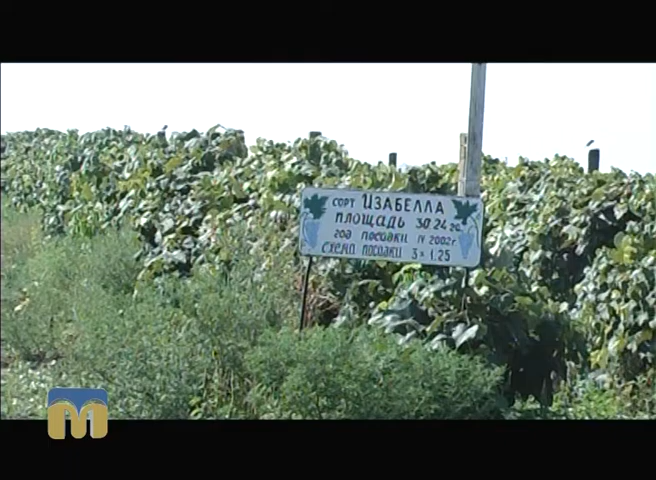 сорт ИЗАБЕЛЛА
площадь 30.24 га
год посадки IV 2002 г.
схема посадки 3 × 1.25
m